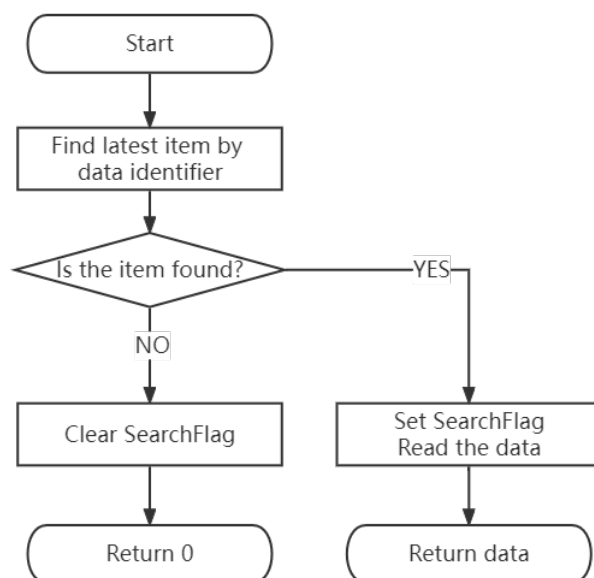 Start
Find latest item by
data identifier
Is the item found?
YES
NO
Clear SearchFlag
Set SearchFlag
Read the data
Return 0
Return data